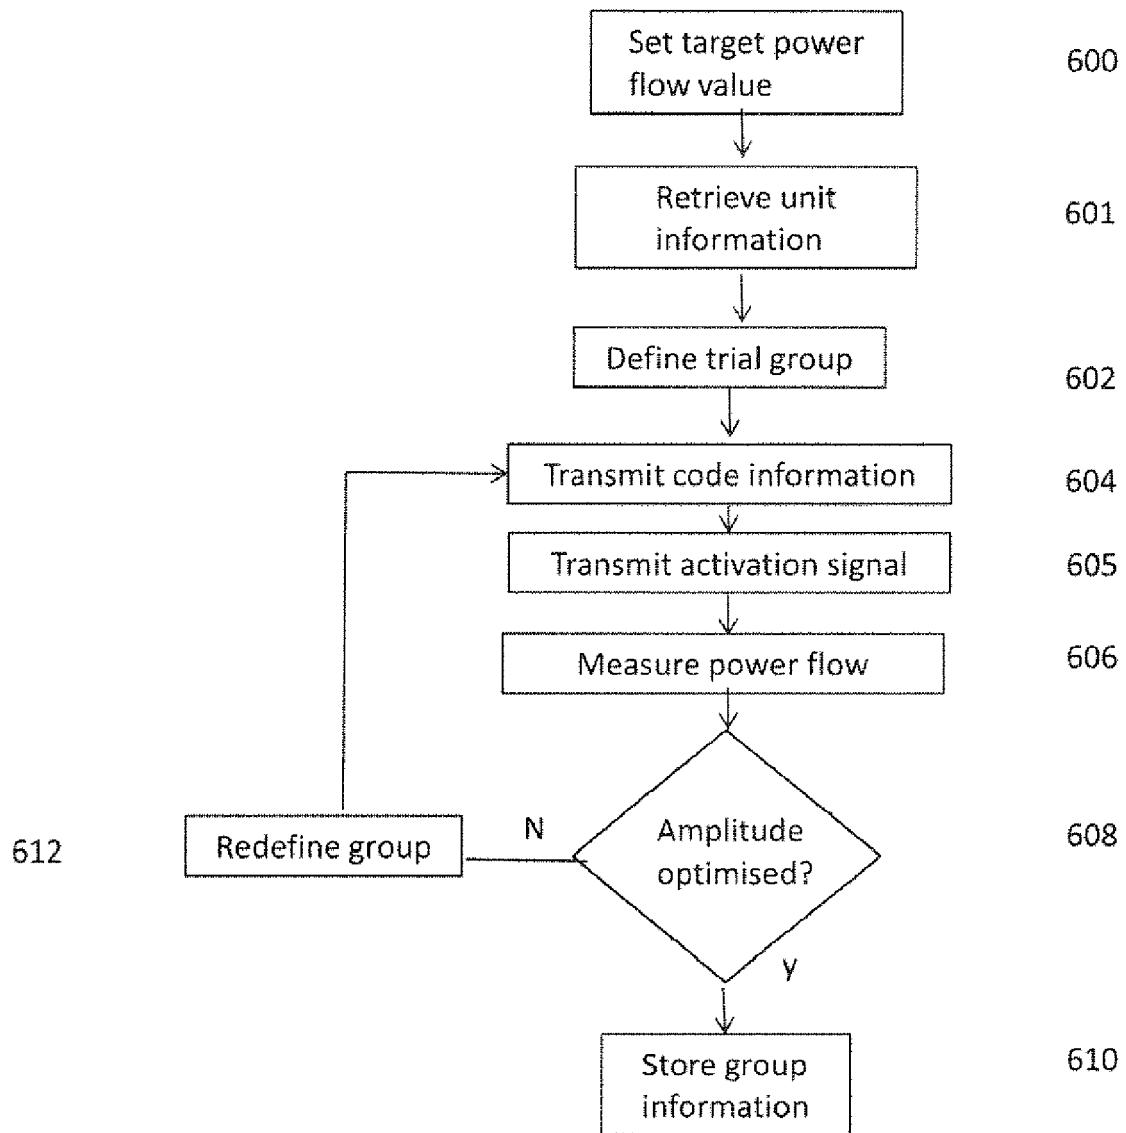 Set target power
flow value
600
Retrieve unit
information
601
Define trial group
602
Transmit code information
604
Transmit activation signal
605
Measure power flow
606
Amplitude
optimised?
608
N
Redefine group
612
y
Store group
information
610